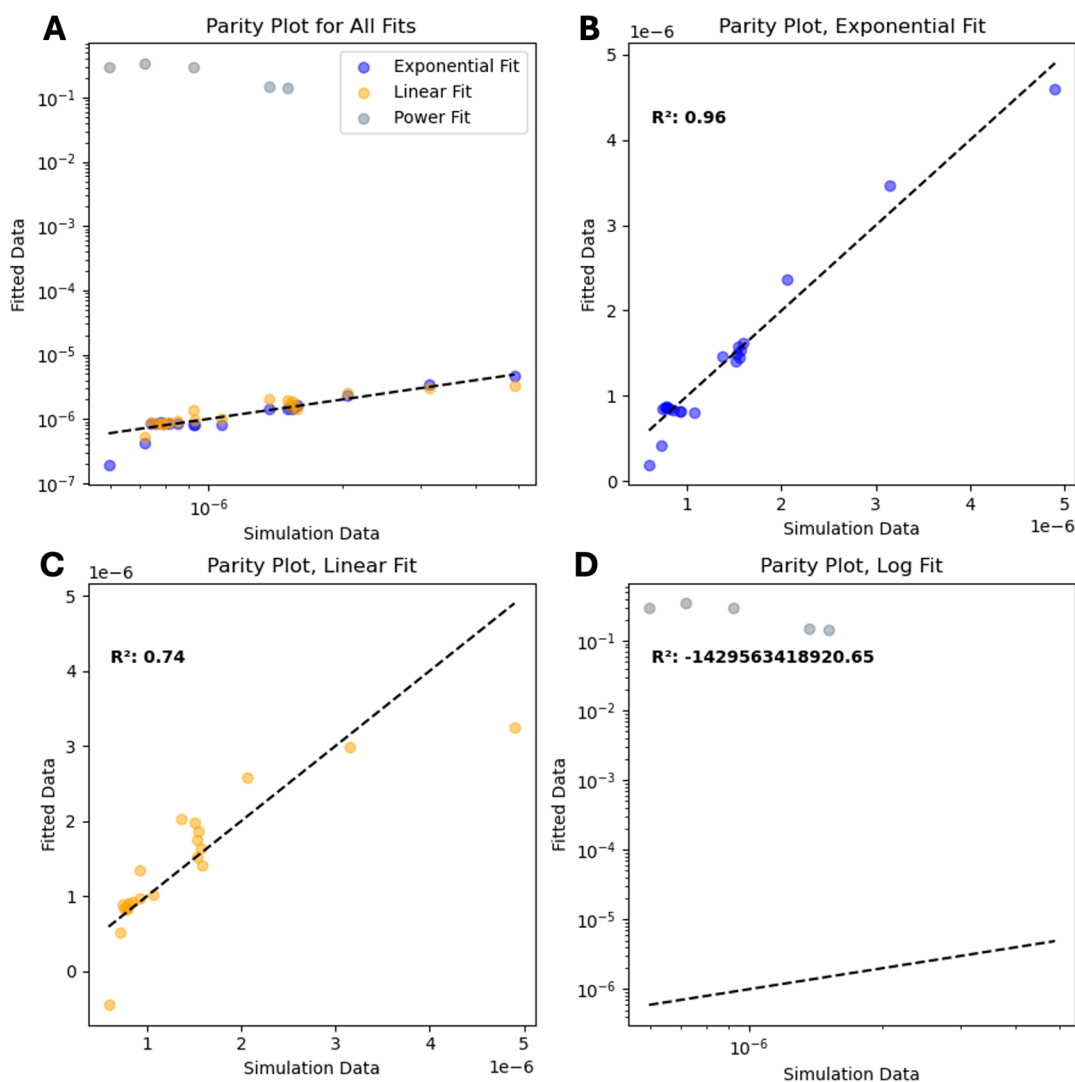 A
Parity Plot for All Fits
Exponential Fit
Linear Fit
Power Fit
10⁻¹
10⁻²
10⁻³
10⁻⁴
10⁻⁵
10⁻⁶
10⁻⁷
Fitted Data
10⁻⁶
Simulation Data
B
Parity Plot, Exponential Fit
1e−6
R²: 0.96
5
4
3
2
1
0
Fitted Data
1 2 3 4 5
Simulation Data
1e−6
C
Parity Plot, Linear Fit
1e−6
R²: 0.74
5
4
3
2
1
0
Fitted Data
1 2 3 4 5
Simulation Data
1e−6
D
Parity Plot, Log Fit
R²: -1429563418920.65
10⁻¹
10⁻²
10⁻³
10⁻⁴
10⁻⁵
10⁻⁶
Fitted Data
10⁻⁶
Simulation Data